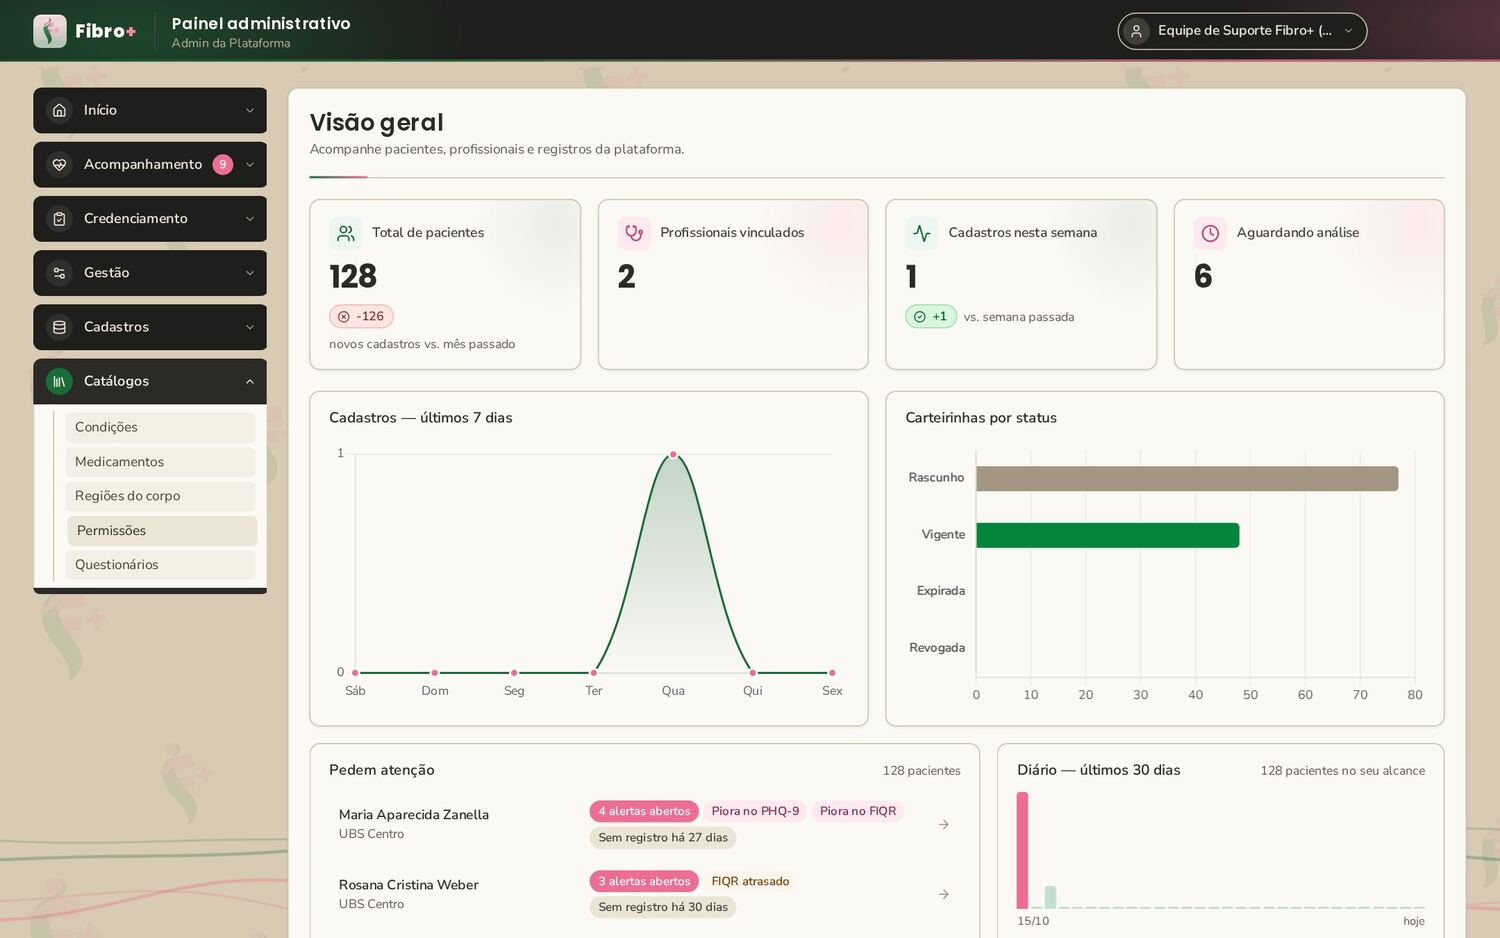 Fibro+
Painel administrativo
Admin da Plataforma
Equipe de Suporte Fibro+ (...
Início
Acompanhamento 9
Credenciamento
Gestão
Cadastros
Catálogos
Condições
Medicamentos
Regiões do corpo
Permissões
Questionários
Visão geral
Acompanhe pacientes, profissionais e registros da plataforma.
Total de pacientes
128
-126
novos cadastros vs. mês passado
Profissionais vinculados
2
Cadastros nesta semana
1
+1 vs. semana passada
Aguardando análise
6
Cadastros — últimos 7 dias
1
0
Sáb Dom Seg Ter Qua Qui Sex
Carteirinhas por status
Rascunho
Vigente
Expirada
Revogada
0 10 20 30 40 50 60 70 80
Pedem atenção
128 pacientes
Maria Aparecida Zanella
UBS Centro
4 alertas abertos Piora no PHQ-9 Piora no FIQR
Sem registro há 27 dias
Rosana Cristina Weber
UBS Centro
3 alertas abertos FIQR atrasado
Sem registro há 30 dias
Diário — últimos 30 dias
128 pacientes no seu alcance
15/10 hoje